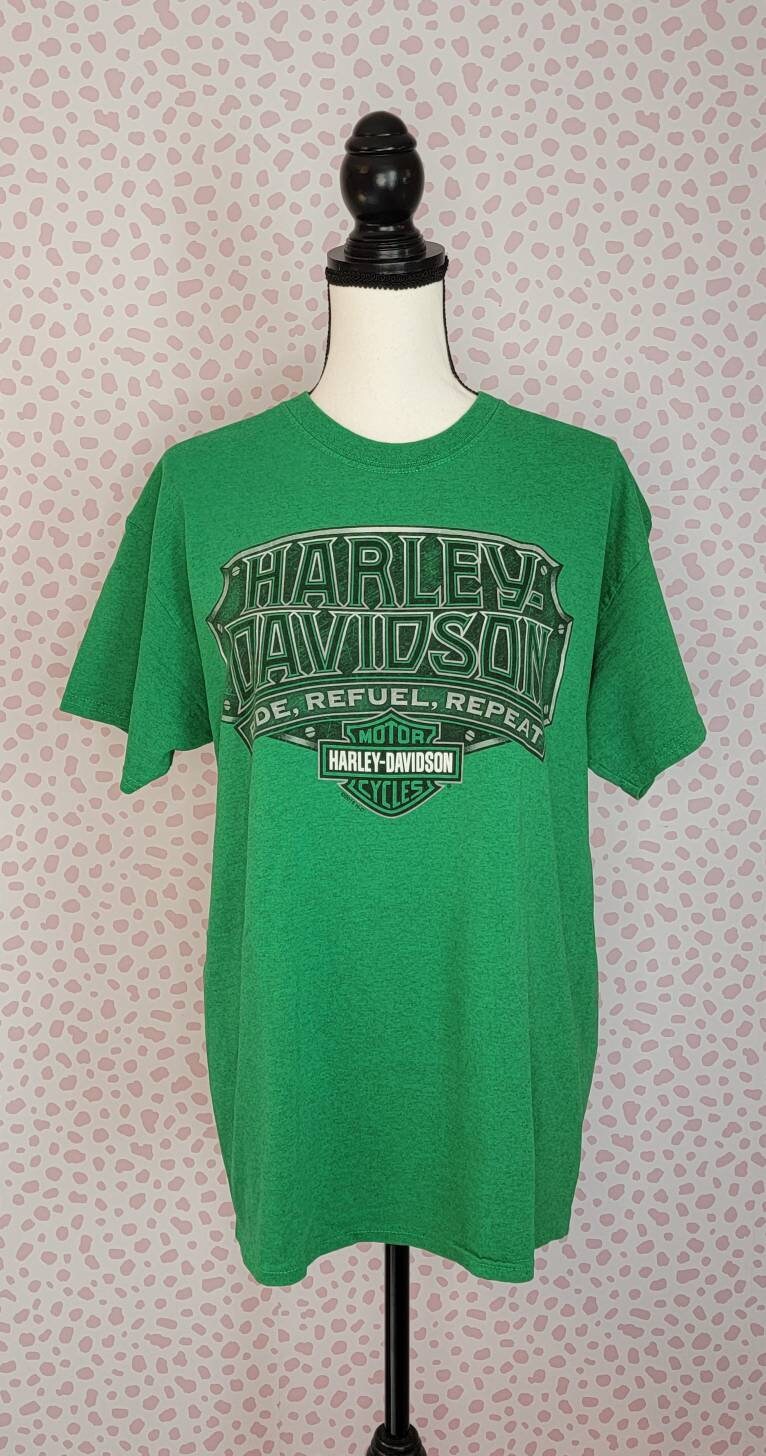 HARLEY-
DAVIDSON
DE, REFUEL, REPEAT
MOTOR
HARLEY-DAVIDSON
CYCLES